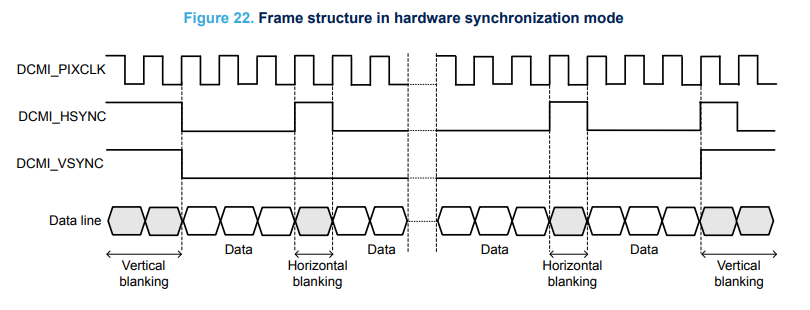 Figure 22. Frame structure in hardware synchronization mode
DCMI_PIXCLK
DCMI_HSYNC
DCMI_VSYNC
Data line
Data
Data
Data
Data
Vertical
blanking
Horizontal
blanking
Horizontal
blanking
Vertical
blanking